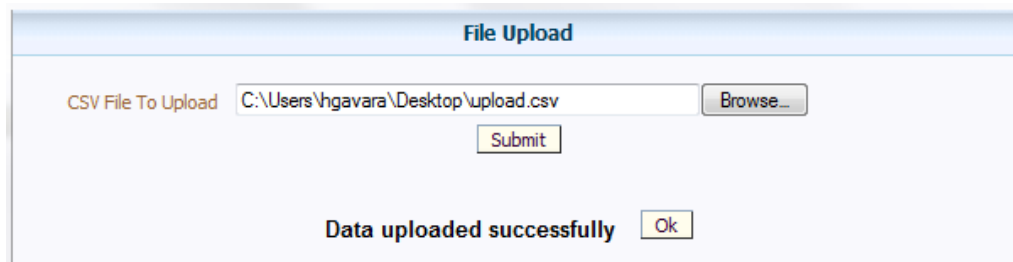 File Upload
CSV File To Upload C:\Users\hgavara\Desktop\upload.csv Browse...
Submit
Data uploaded successfully Ok